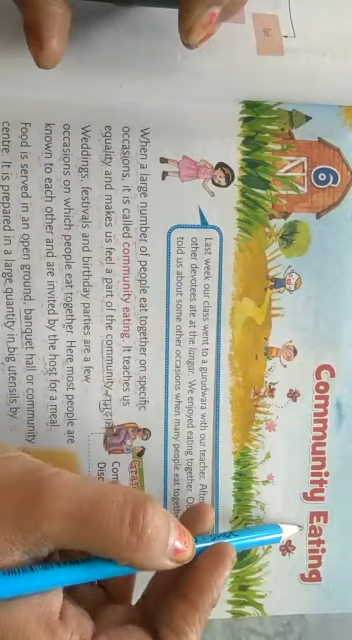 6
Community Eating
Last week our class went to a gurudwara with our teacher. After
other devotees ate at the langar. We enjoyed eating together.
told us about some other occasions when many people eat together
When a large number of people eat together on specific
occasions, it is called community eating. It teaches us
equality and makes us feel a part of the community.
Weddings, festivals and birthday parties are a few
occasions on which people eat together. Here, most people are
known to each other and are invited by the host for a meal.
Food is served in an open ground, banquet hall or community
centre. It is prepared in a large quantity in big utensils by